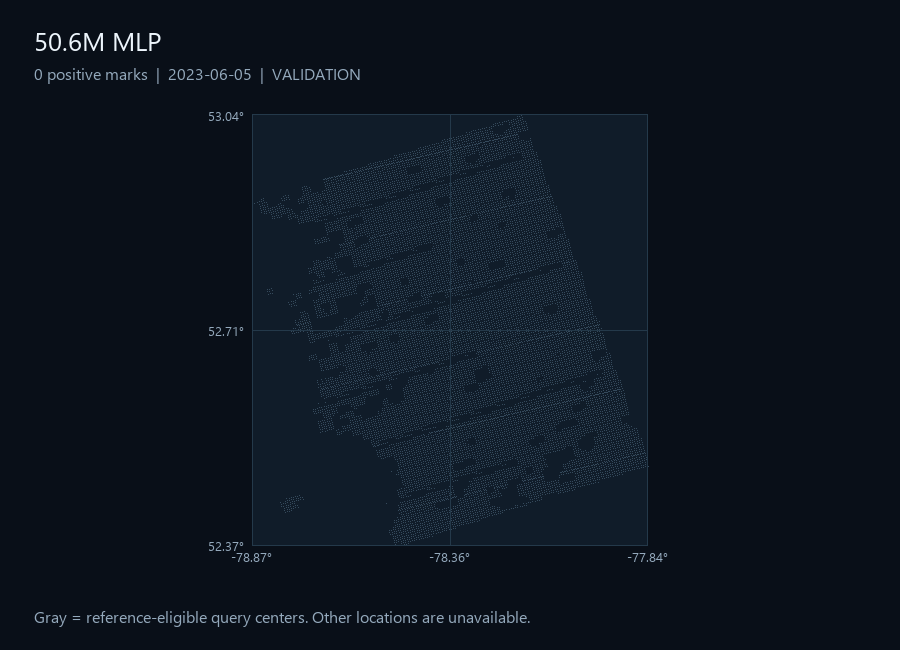 50.6M MLP
0 positive marks | 2023-06-05 | VALIDATION
53.04°
52.71°
52.37°
-78.87°
-78.36°
-77.84°
Gray = reference-eligible query centers. Other locations are unavailable.